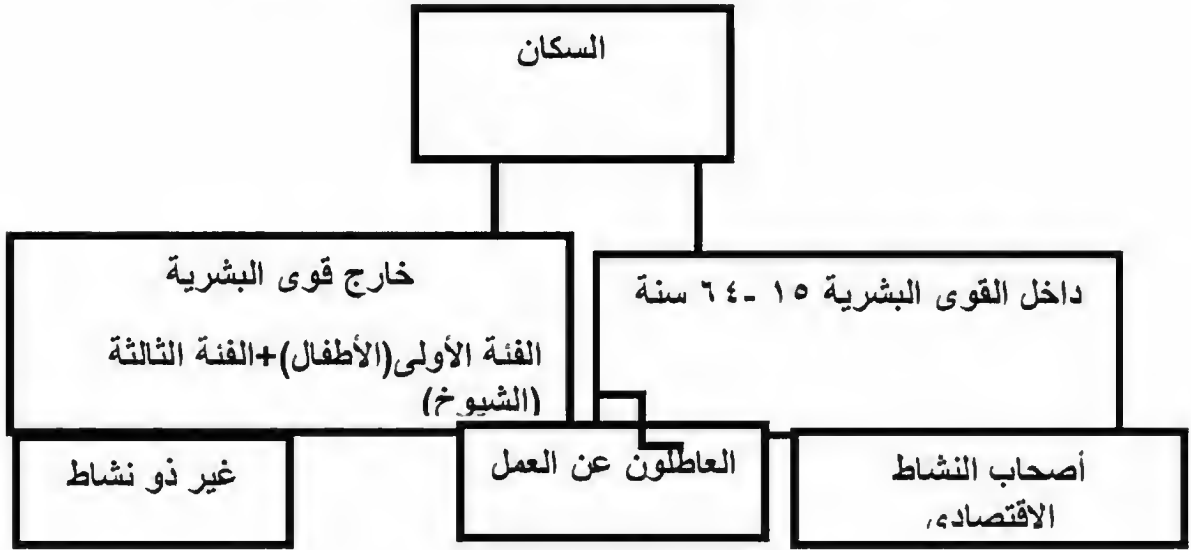 السكان
داخل القوى البشرية ١٥ -٦٤ سنة
خارج قوى البشرية
الفئة الأولى(الأطفال)+الفئة الثالثة
(الشيوخ)
أصحاب النشاط
الاقتصادي
العاطلون عن العمل
غير ذو نشاط